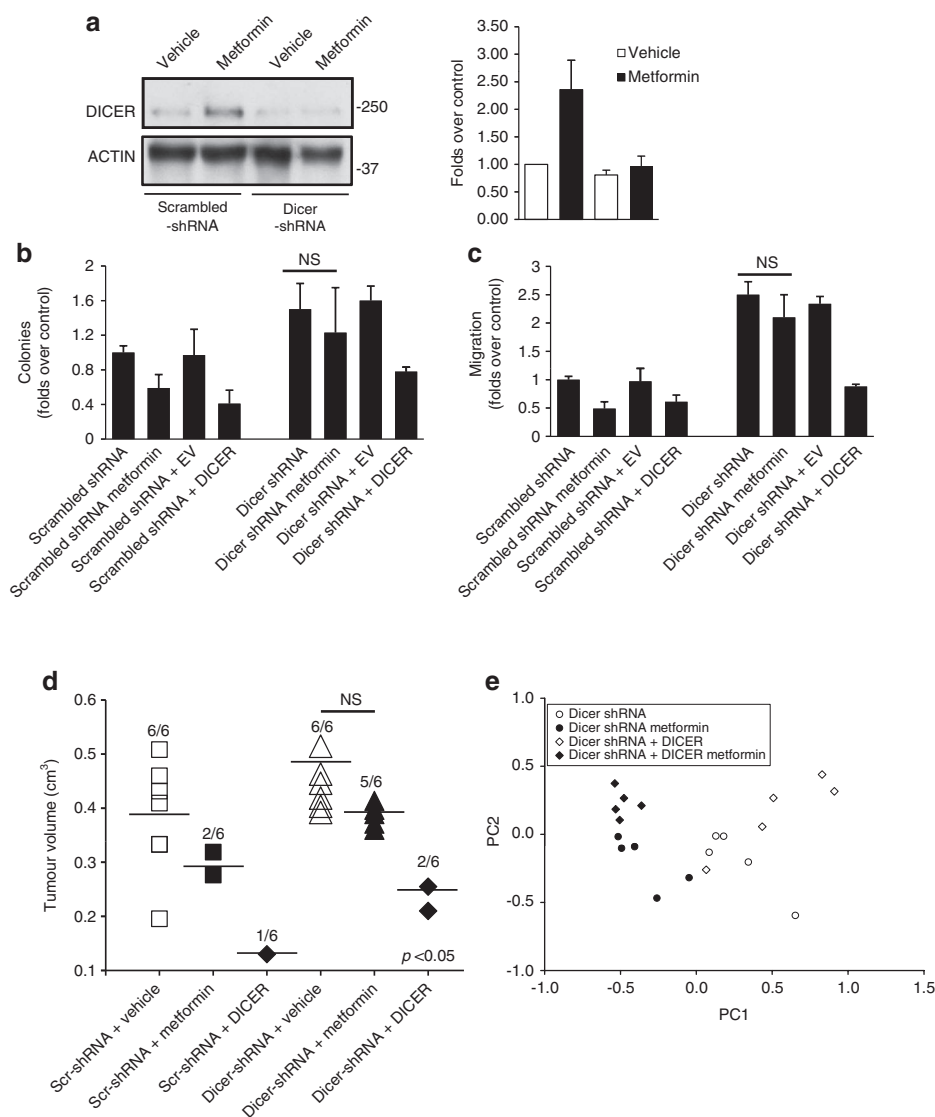 a
Vehicle
Metformin
Vehicle
Metformin
DICER
-250
ACTIN
-37
Scrambled
-shRNA
Dicer
-shRNA
Folds over control
3.50
3.00
2.50
2.00
1.50
1.00
0.50
0.00
Vehicle
Metformin
b
Colonies
(folds over control)
2
1.6
1.2
0.8
0.4
0
NS
Scrambled shRNA
Scrambled shRNA metformin
Scrambled shRNA + EV
Scrambled shRNA + DICER
Dicer shRNA
Dicer shRNA metformin
Dicer shRNA + EV
Dicer shRNA + DICER
c
Migration
(folds over control)
3
2.5
2
1.5
1
0.5
0
NS
Scrambled shRNA
Scrambled shRNA metformin
Scrambled shRNA + EV
Scrambled shRNA + DICER
Dicer shRNA
Dicer shRNA metformin
Dicer shRNA + EV
Dicer shRNA + DICER
d
Tumour volume (cm³)
0.6
0.5
0.4
0.3
0.2
0.1
6/6
2/6
1/6
6/6
NS
5/6
2/6
p <0.05
Scr-shRNA + vehicle
Scr-shRNA + metformin
Scr-shRNA + DICER
Dicer-shRNA + vehicle
Dicer-shRNA + metformin
Dicer-shRNA + DICER
e
PC2
1.0
0.5
0.0
-0.5
-1.0
Dicer shRNA
Dicer shRNA metformin
Dicer shRNA + DICER
Dicer shRNA + DICER metformin
-1.0
-0.5
0.0
0.5
1.0
1.5
PC1